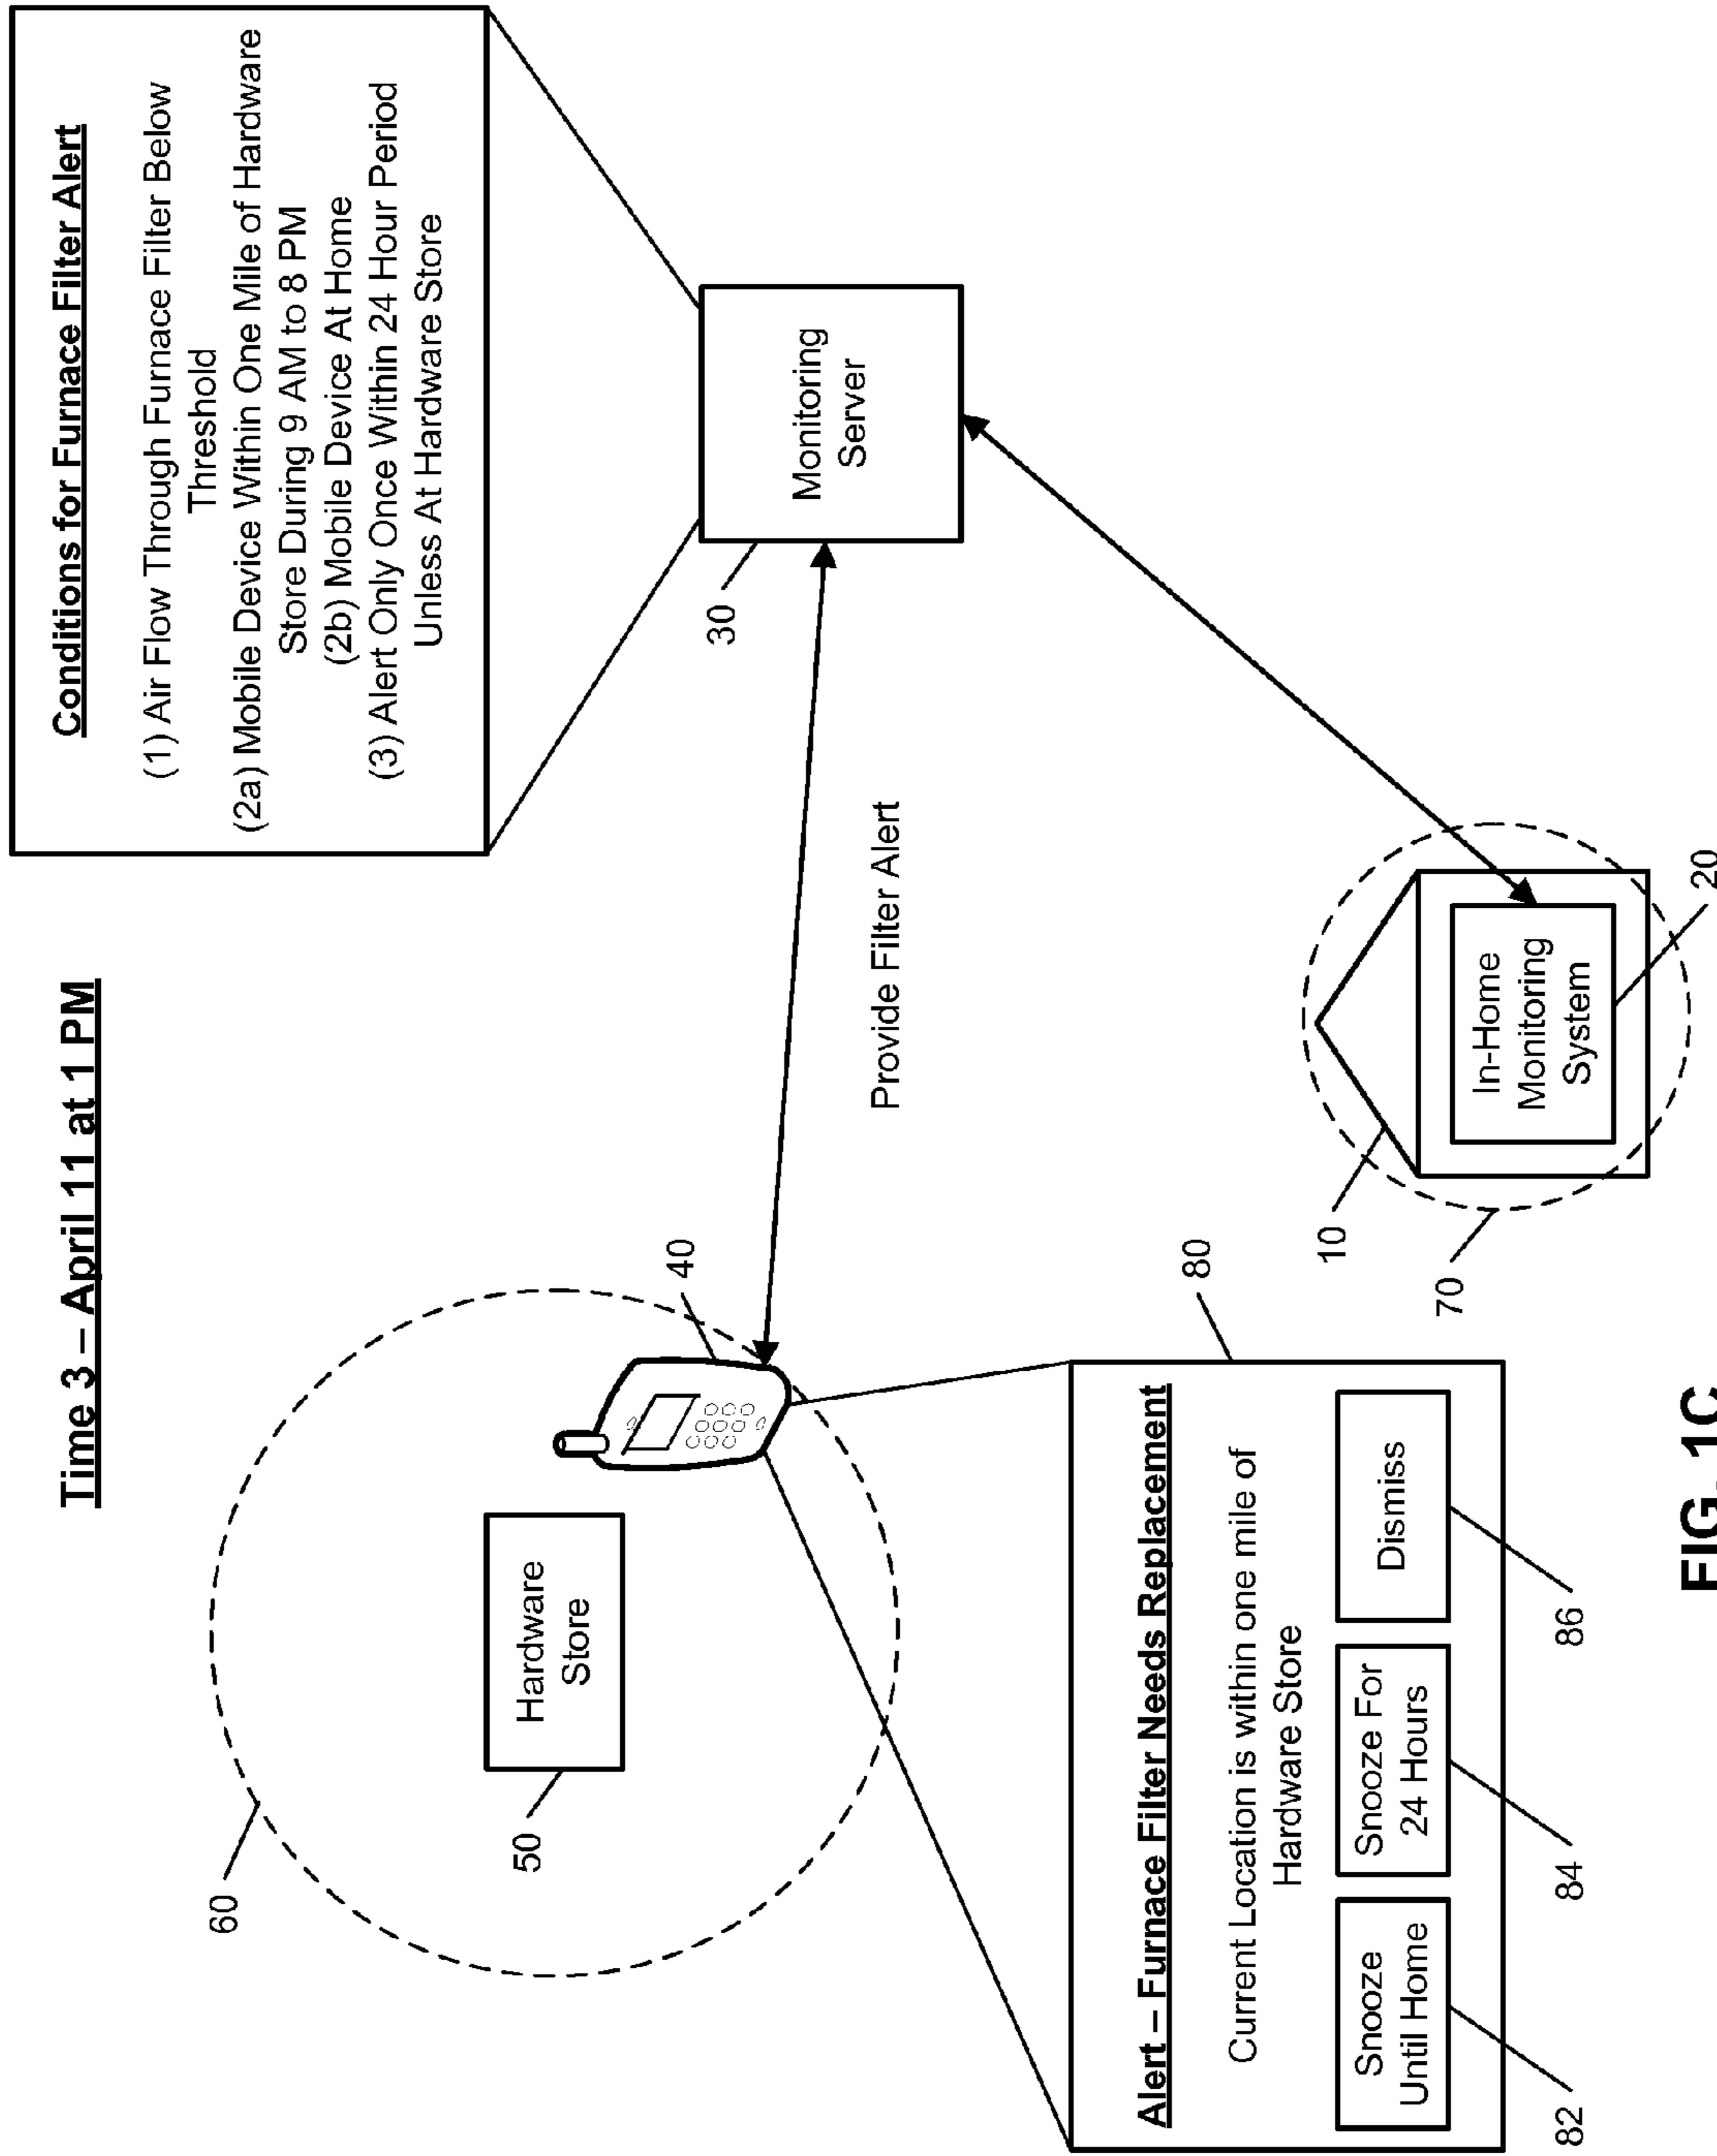 Time 3 – April 11 at 1 PM
Conditions for Furnace Filter Alert
(1) Air Flow Through Furnace Filter Below
Threshold
(2a) Mobile Device Within One Mile of Hardware
Store During 9 AM to 8 PM
(2b) Mobile Device At Home
(3) Alert Only Once Within 24 Hour Period
Unless At Hardware Store
60
Hardware
Store
50
40
30
Monitoring
Server
Provide Filter Alert
80
Alert – Furnace Filter Needs Replacement
Current Location is within one mile of
Hardware Store
Snooze
Until Home
Snooze For
24 Hours
Dismiss
82
84
86
10
70
In-Home
Monitoring
System
20
FIG. 1C